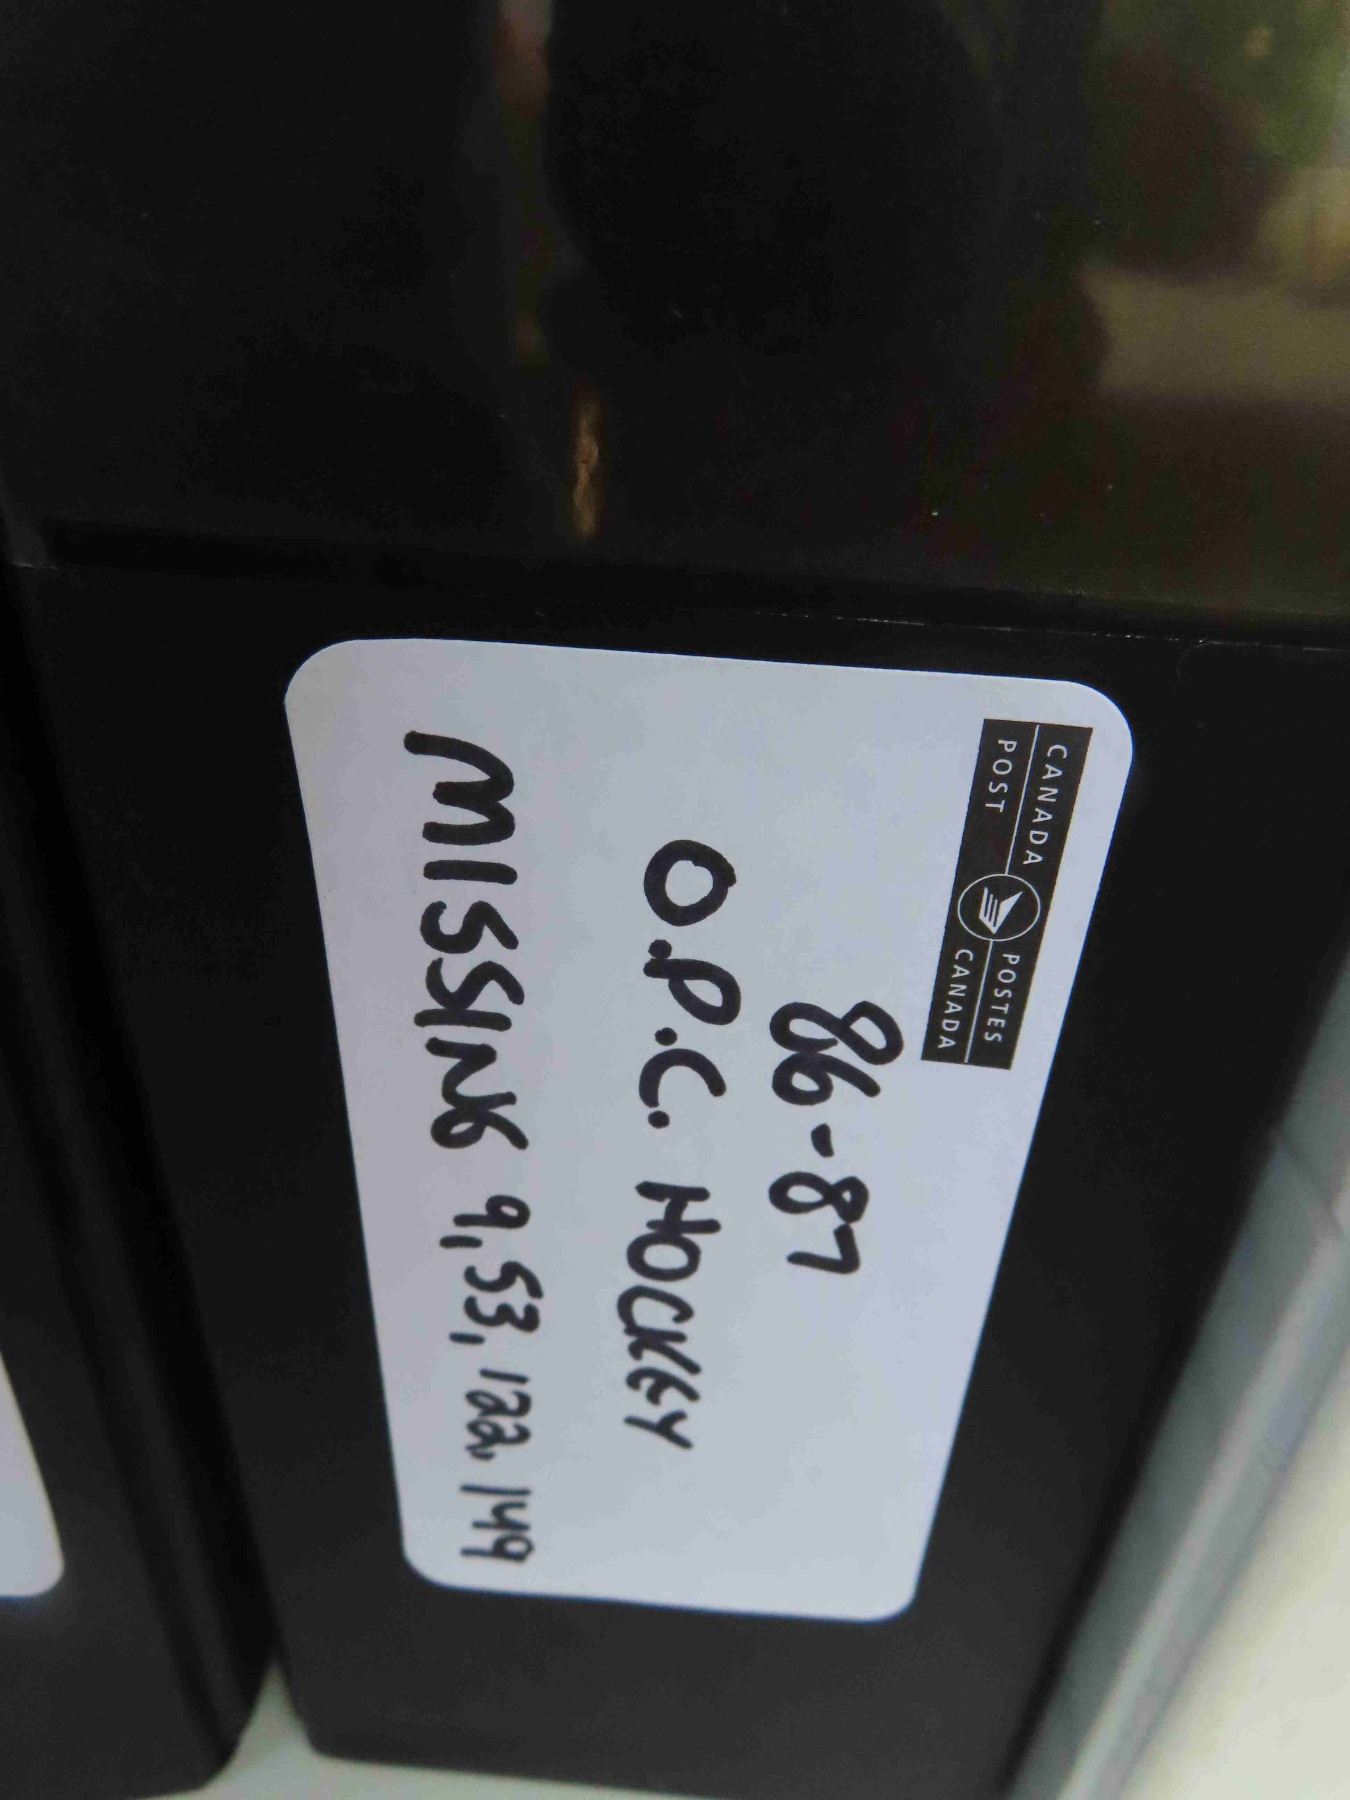 CANADA POST
POSTES CANADA
86-87
O.P.C. HOCKEY
MISSING 9, 53, 122, 149